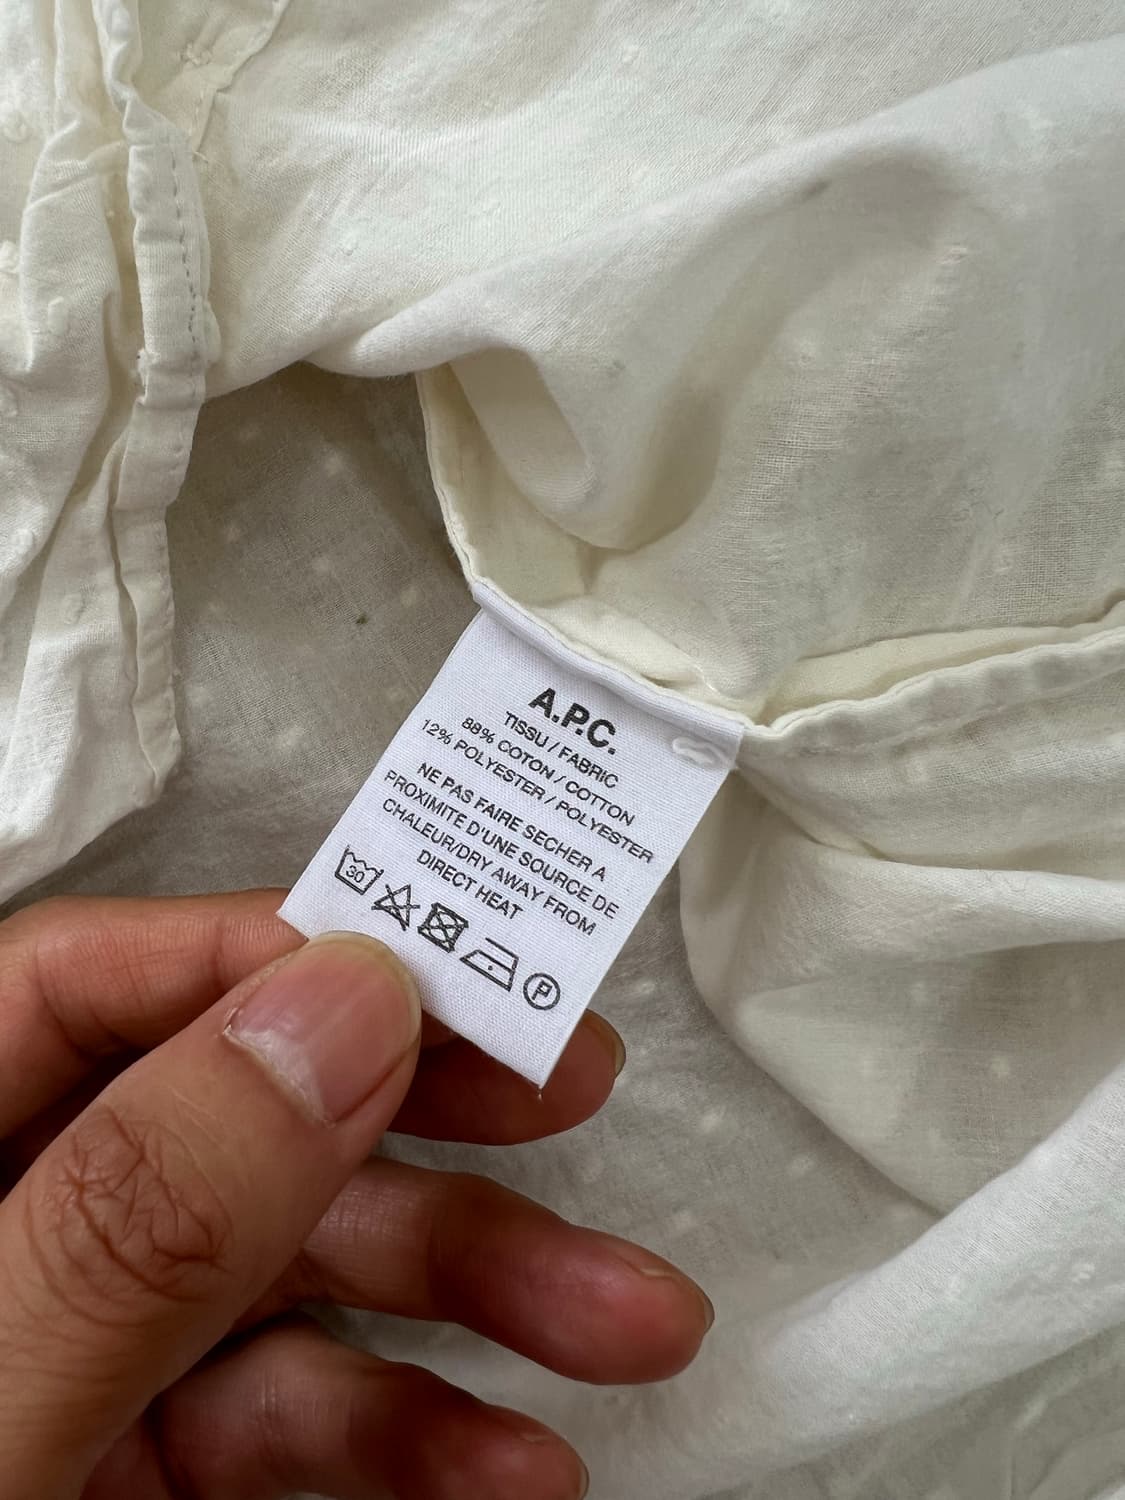 A.P.C.
TISSU / FABRIC
88% COTON / COTTON
12% POLYESTER / POLYESTER
NE PAS FAIRE SECHER A
PROXIMITE D'UNE SOURCE DE
CHALEUR/DRY AWAY FROM
DIRECT HEAT
30
P